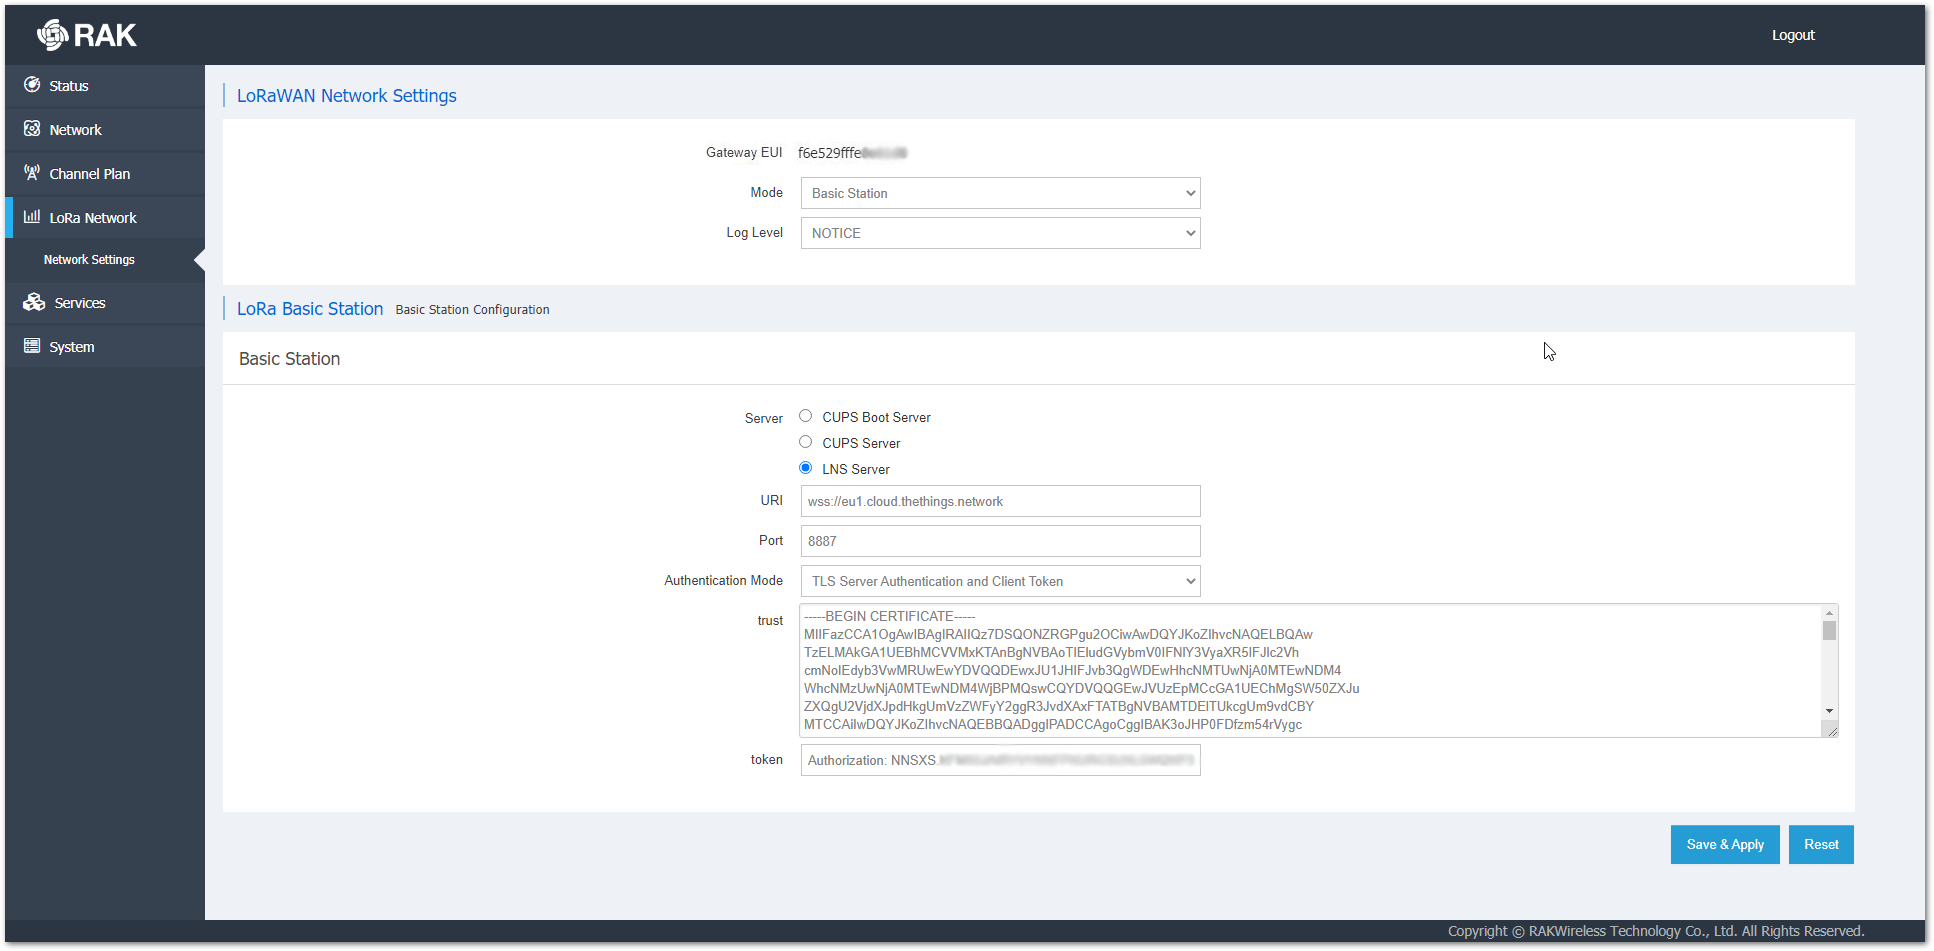 RAK
Logout
Status
Network
Channel Plan
LoRa Network
Network Settings
Services
System
LoRaWAN Network Settings
Gateway EUI f6e529fffe
Mode Basic Station
Log Level NOTICE
LoRa Basic Station Basic Station Configuration
Basic Station
Server CUPS Boot Server
CUPS Server
LNS Server
URI wss://eu1.cloud.thethings.network
Port 8887
Authentication Mode TLS Server Authentication and Client Token
trust -----BEGIN CERTIFICATE-----
MIIFazCCA1OgAwIBAgIRAIIQz7DSQONZRGPgu2OCiwAwDQYJKoZIhvcNAQELBQAw
TzELMAkGA1UEBhMCVVMxKTAnBgNVBAoTIEludGVybmV0IFNlY3VyaXR5IFJlc2Vh
cmNoIEdyb3VwMRUwEwYDVQQDEwxJU1JHIFJvb3QgWDEwHhcNMTUwNjA0MTEwNDM4
WhcNMzUwNjA0MTEwNDM4WjBPMQswCQYDVQQGEwJVUzEpMCcGA1UEChMgSW50ZXJu
ZXQgU2VjdXJpdHkgUmVzZWFyY2ggR3JvdXAxFTATBgNVBAMTDElTUkcgUm9vdCBY
MTCCAiIwDQYJKoZIhvcNAQEBBQADggIPADCCAgoCggIBAK3oJHP0FDfzm54rVygc
token Authorization: NNSXS.
Save & Apply Reset
Copyright © RAKWireless Technology Co., Ltd. All Rights Reserved.